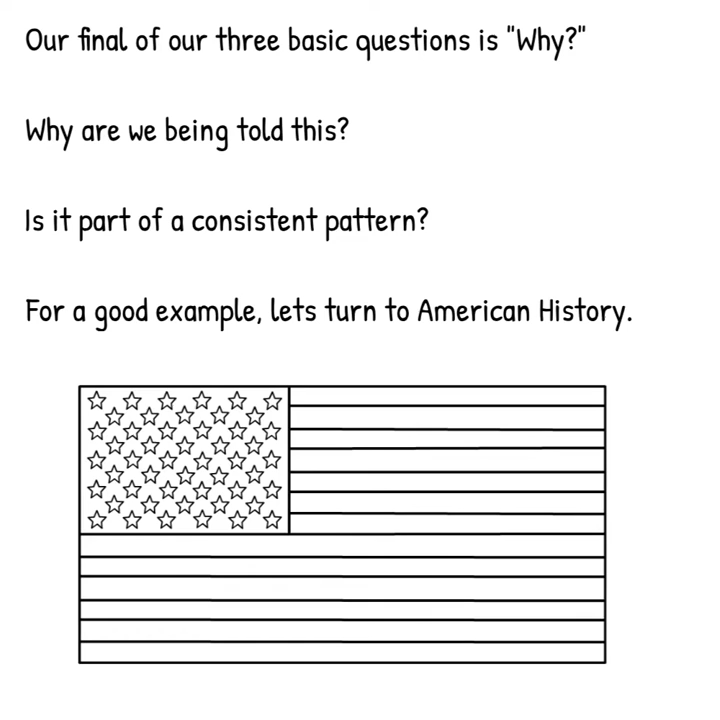 Our final of our three basic questions is "Why?"
Why are we being told this?
Is it part of a consistent pattern?
For a good example, lets turn to American History.